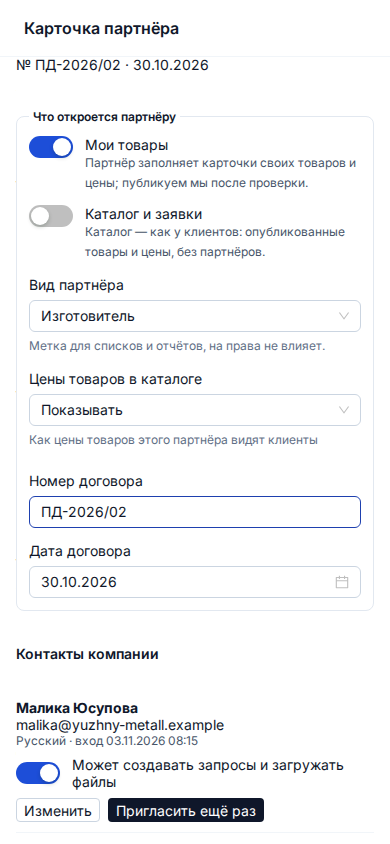 Карточка партнёра
№ ПД-2026/02 · 30.10.2026
Что откроется партнёру
Мои товары
Партнёр заполняет карточки своих товаров и
цены; публикуем мы после проверки.
Каталог и заявки
Каталог — как у клиентов: опубликованные
товары и цены, без партнёров.
Вид партнёра
Изготовитель
Метка для списков и отчётов, на права не влияет.
Цены товаров в каталоге
Показывать
Как цены товаров этого партнёра видят клиенты
Номер договора
ПД-2026/02
Дата договора
30.10.2026
Контакты компании
Малика Юсупова
malika@yuzhny-metall.example
Русский · вход 03.11.2026 08:15
Может создавать запросы и загружать
файлы
Изменить
Пригласить ещё раз